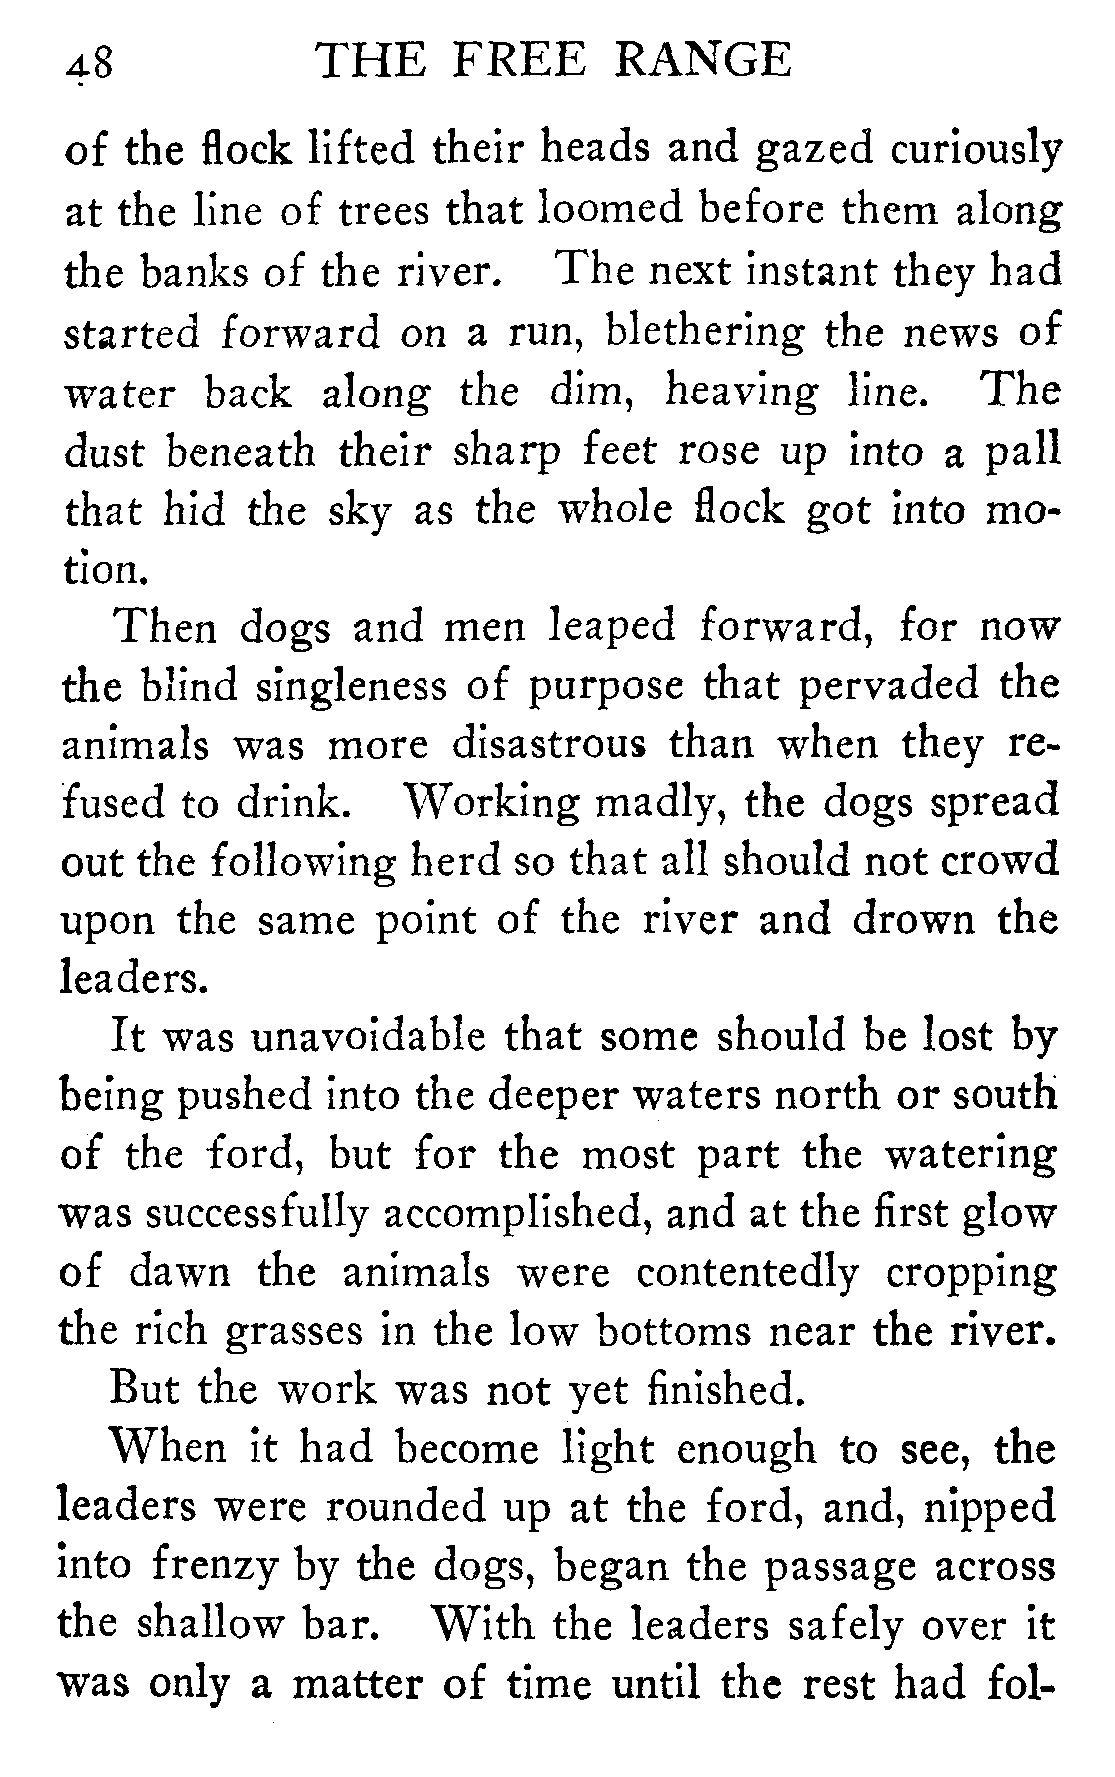 48 THE FREE RANGE
of the flock lifted their heads and gazed curiously
at the line of trees that loomed before them along
the banks of the river. The next instant they had
started forward on a run, blethering the news of
water back along the dim, heaving line. The
dust beneath their sharp feet rose up into a pall
that hid the sky as the whole flock got into mo-
tion.
Then dogs and men leaped forward, for now
the blind singleness of purpose that pervaded the
animals was more disastrous than when they re-
fused to drink. Working madly, the dogs spread
out the following herd so that all should not crowd
upon the same point of the river and drown the
leaders.
It was unavoidable that some should be lost by
being pushed into the deeper waters north or south
of the ford, but for the most part the watering
was successfully accomplished, and at the first glow
of dawn the animals were contentedly cropping
the rich grasses in the low bottoms near the river.
But the work was not yet finished.
When it had become light enough to see, the
leaders were rounded up at the ford, and, nipped
into frenzy by the dogs, began the passage across
the shallow bar. With the leaders safely over it
was only a matter of time until the rest had fol-